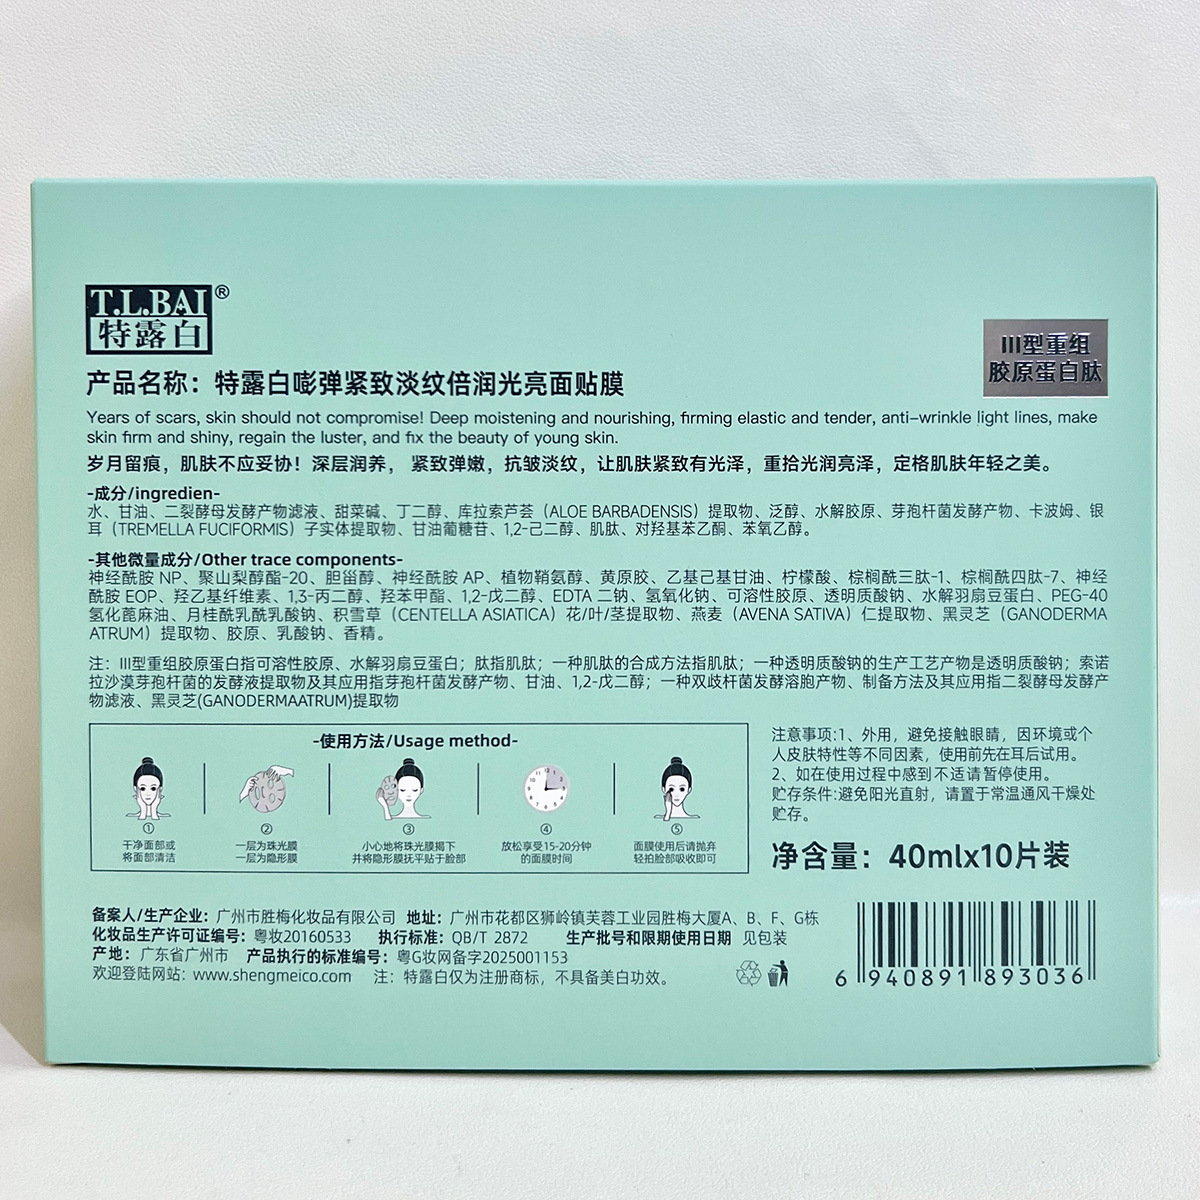 T.L.BAI®
特露白
III型重组
胶原蛋白肽
产品名称：特露白嘭弹紧致淡纹倍润光亮面贴膜
Years of scars, skin should not compromise! Deep moistening and nourishing, firming elastic and tender, anti-wrinkle light lines, make
skin firm and shiny, regain the luster, and fix the beauty of young skin.
岁月留痕，肌肤不应妥协！深层润养， 紧致弹嫩，抗皱淡纹，让肌肤紧致有光泽，重拾光润亮泽，定格肌肤年轻之美。
-成分/ingredien-
水、甘油、二裂酵母发酵产物滤液、甜菜碱、丁二醇、库拉索芦荟（ALOE BARBADENSIS）提取物、泛醇、水解胶原、芽孢杆菌发酵产物、卡波姆、银
耳（TREMELLA FUCIFORMIS）子实体提取物、甘油葡糖苷、1,2-己二醇、肌肽、对羟基苯乙酮、苯氧乙醇。
-其他微量成分/Other trace components-
神经酰胺 NP、聚山梨醇酯-20、胆甾醇、神经酰胺 AP、植物鞘氨醇、黄原胶、乙基己基甘油、柠檬酸、棕榈酰三肽-1、棕榈酰四肽-7、神经
酰胺 EOP、羟乙基纤维素、1,3-丙二醇、羟苯甲酯、1,2-戊二醇、EDTA 二钠、氢氧化钠、可溶性胶原、透明质酸钠、水解羽扇豆蛋白、PEG-40
氢化蓖麻油、月桂酰乳酰乳酸钠、积雪草（CENTELLA ASIATICA）花/叶/茎提取物、燕麦（AVENA SATIVA）仁提取物、黑灵芝（GANODERMA
ATRUM）提取物、胶原、乳酸钠、香精。
注：III型重组胶原蛋白指可溶性胶原、水解羽扇豆蛋白；肽指肌肽；一种肌肽的合成方法指肌肽；一种透明质酸钠的生产工艺产物是透明质酸钠；索诺
拉沙漠芽孢杆菌的发酵液提取物及其应用指芽孢杆菌发酵产物、甘油、1,2-戊二醇；一种双歧杆菌发酵溶胞产物、制备方法及其应用指二裂酵母发酵产
物滤液、黑灵芝(GANODERMAATRUM)提取物
-使用方法/Usage method-
①
干净面部或
将面部清洁
②
一层为珠光膜
一层为隐形膜
③
小心地将珠光膜揭下
并将隐形膜抚平贴于脸部
④
放松享受15-20分钟
的面膜时间
⑤
面膜使用后请抛弃
轻拍脸部吸收即可
注意事项:1、外用，避免接触眼睛，因环境或个
人皮肤特性等不同因素，使用前先在耳后试用。
2、如在使用过程中感到不适请暂停使用。
贮存条件:避免阳光直射，请置于常温通风干燥处
贮存。
净含量：40mlx10片装
备案人/生产企业：广州市胜梅化妆品有限公司 地址：广州市花都区狮岭镇芙蓉工业园胜梅大厦A、B、F、G栋
化妆品生产许可证编号：粤妆20160533 执行标准：QB/T 2872 生产批号和限期使用日期 见包装
产地：广东省广州市 产品执行的标准编号：粤G妆网备字2025001153
欢迎登陆网站：www.shengmeico.com 注：特露白仅为注册商标，不具备美白功效。
6 940891 893036